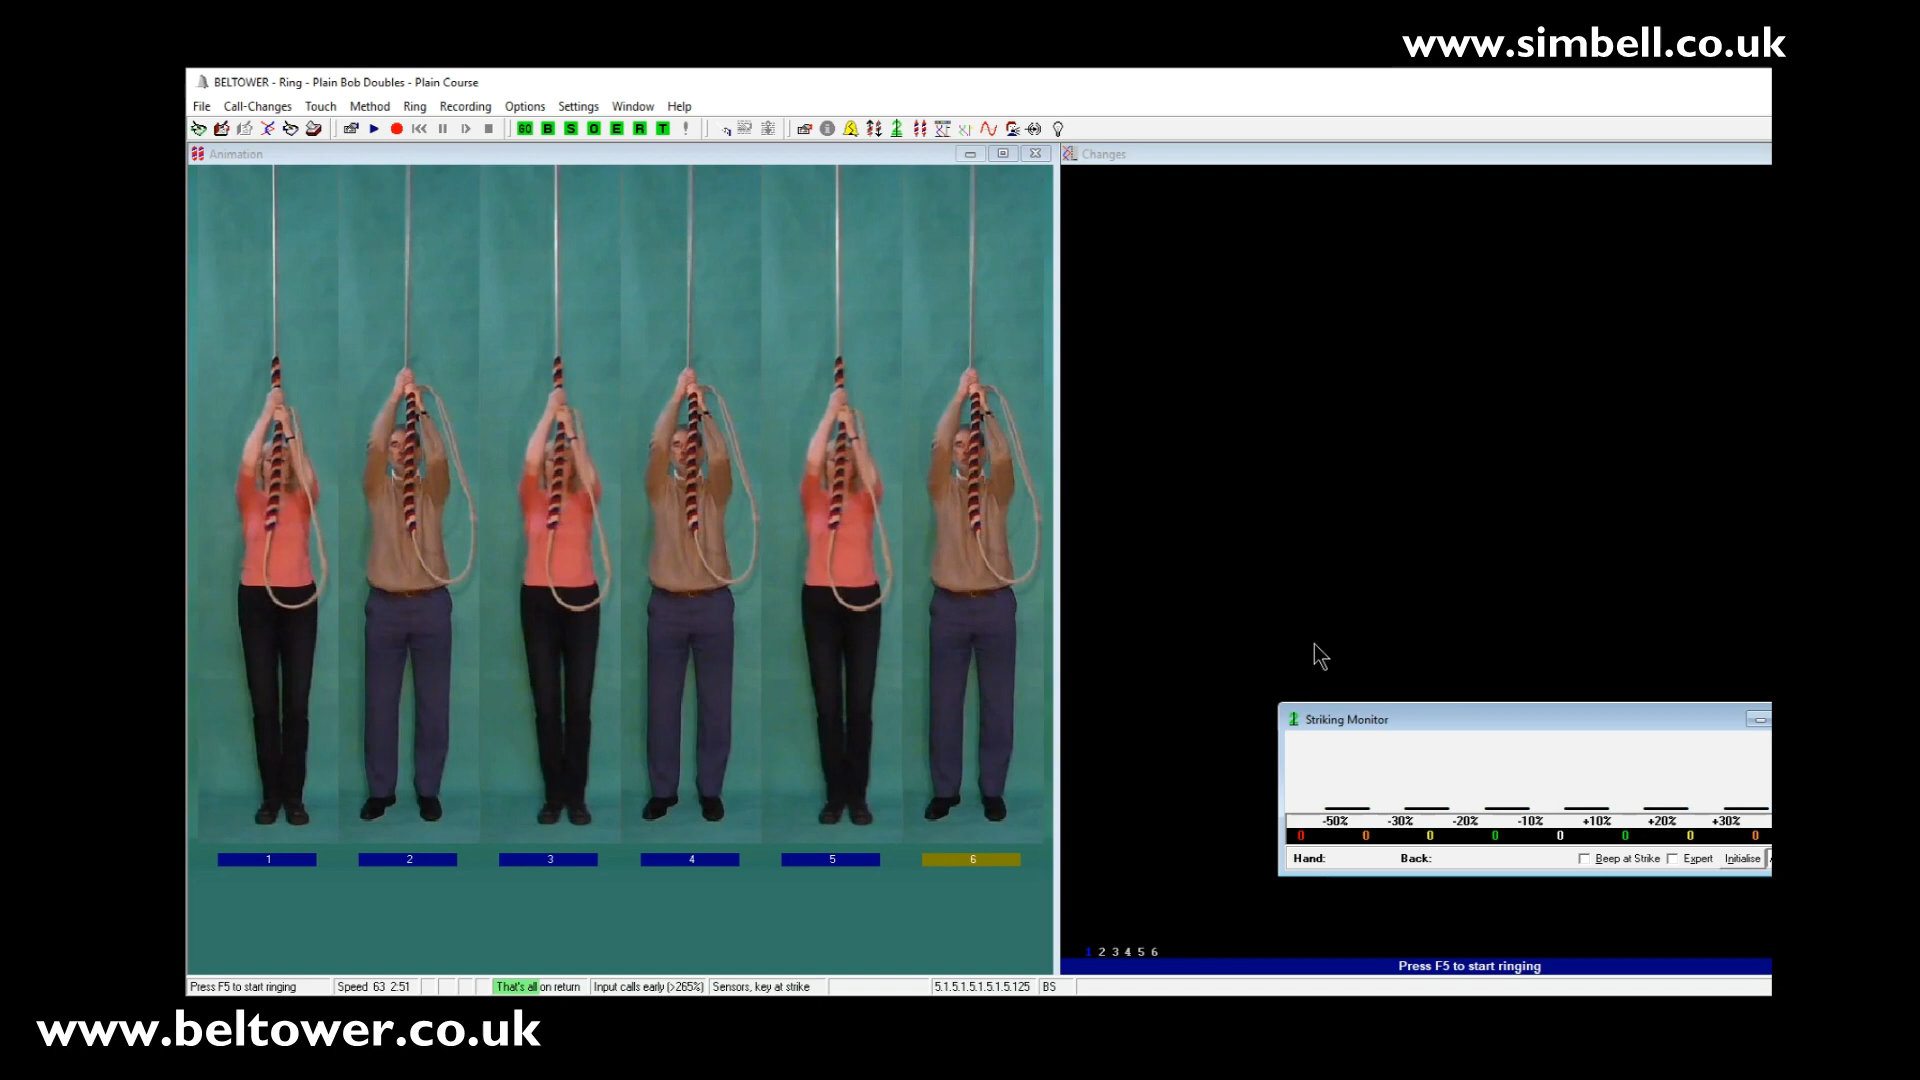 www.simbell.co.uk
BELTOWER - Ring - Plain Bob Doubles - Plain Course
File Call-Changes Touch Method Ring Recording Options Settings Window Help
GO B S O E R T !
Animation
Changes
Striking Monitor
-50% -30% -20% -10% +10% +20% +30%
0 0 0 0 0 0 0 0
Hand: Back: Beep at Strike Expert Initialise
1 2 3 4 5 6
1 2 3 4 5 6
Press F5 to start ringing
Press F5 to start ringing Speed 63 2:51 That's all on return Input calls early (>265%) Sensors, key at strike 5.1.5.1.5.1.5.1.5.125 BS
www.beltower.co.uk